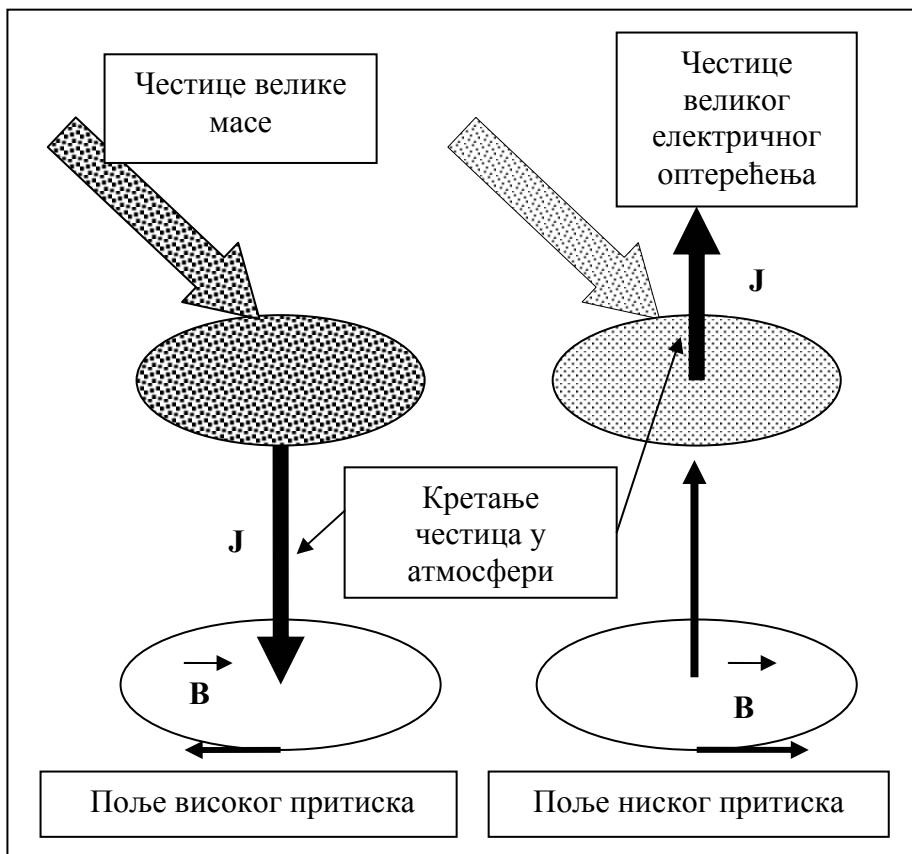 Честице велике
масе
Честице
великог
електричног
оптерећења
J
J
Кретање
честица у
атмосфери
B
B
Поље високог притиска
Поље ниског притиска